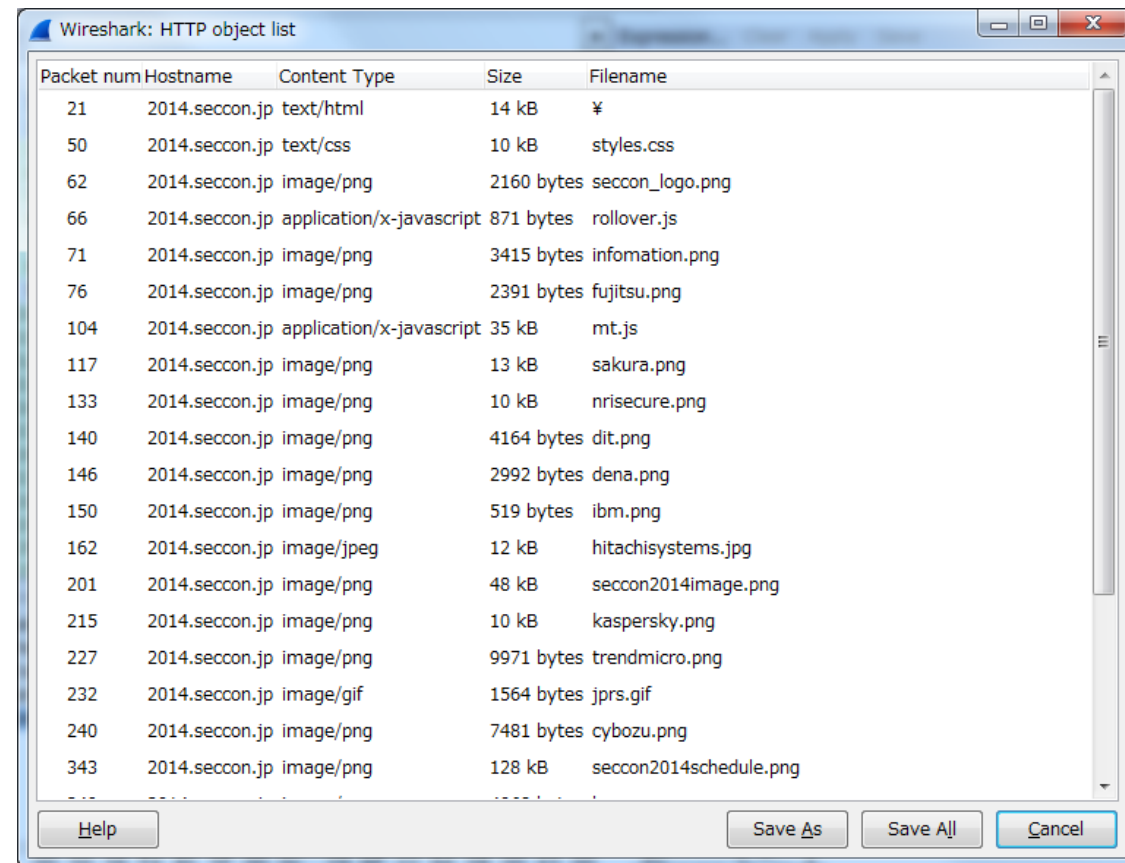 Wireshark: HTTP object list
Packet num Hostname Content Type Size Filename
21 2014.seccon.jp text/html 14 kB ¥
50 2014.seccon.jp text/css 10 kB styles.css
62 2014.seccon.jp image/png 2160 bytes seccon_logo.png
66 2014.seccon.jp application/x-javascript 871 bytes rollover.js
71 2014.seccon.jp image/png 3415 bytes infomation.png
76 2014.seccon.jp image/png 2391 bytes fujitsu.png
104 2014.seccon.jp application/x-javascript 35 kB mt.js
117 2014.seccon.jp image/png 13 kB sakura.png
133 2014.seccon.jp image/png 10 kB nrisecure.png
140 2014.seccon.jp image/png 4164 bytes dit.png
146 2014.seccon.jp image/png 2992 bytes dena.png
150 2014.seccon.jp image/png 519 bytes ibm.png
162 2014.seccon.jp image/jpeg 12 kB hitachisystems.jpg
201 2014.seccon.jp image/png 48 kB seccon2014image.png
215 2014.seccon.jp image/png 10 kB kaspersky.png
227 2014.seccon.jp image/png 9971 bytes trendmicro.png
232 2014.seccon.jp image/gif 1564 bytes jprs.gif
240 2014.seccon.jp image/png 7481 bytes cybozu.png
343 2014.seccon.jp image/png 128 kB seccon2014schedule.png
Help Save As Save All Cancel